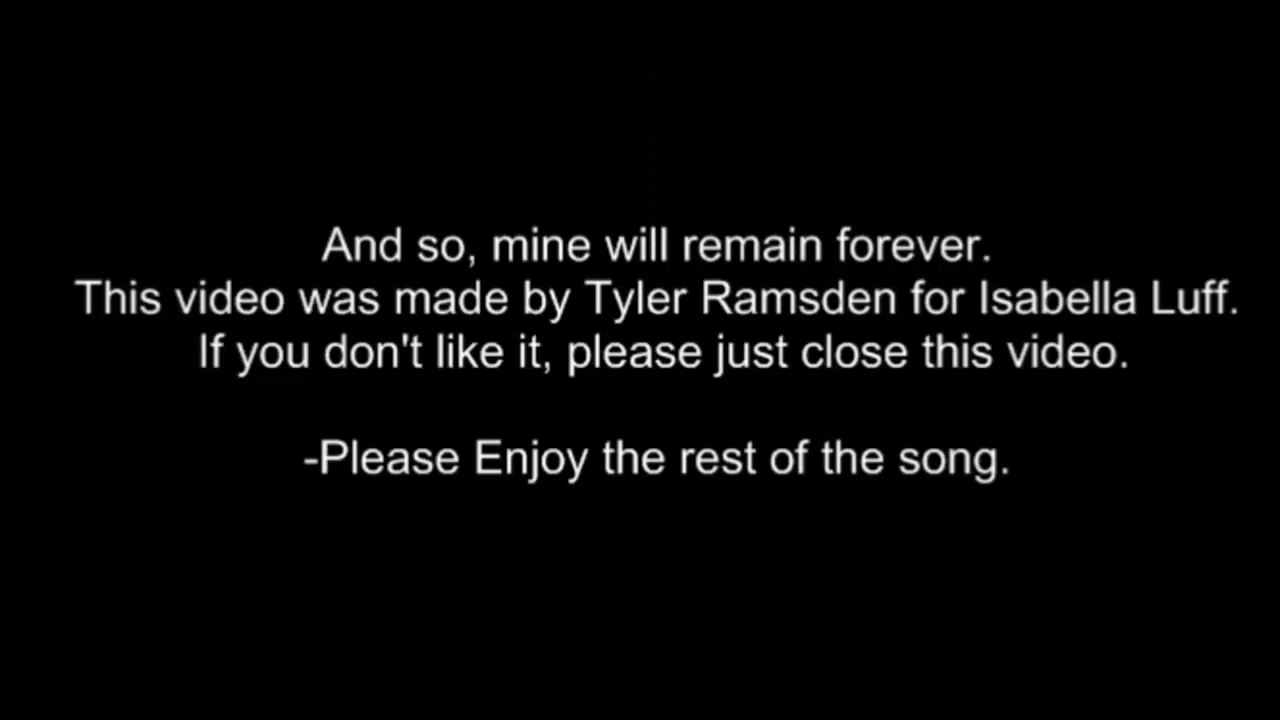 And so, mine will remain forever.
This video was made by Tyler Ramsden for Isabella Luff.
If you don't like it, please just close this video.
-Please Enjoy the rest of the song.